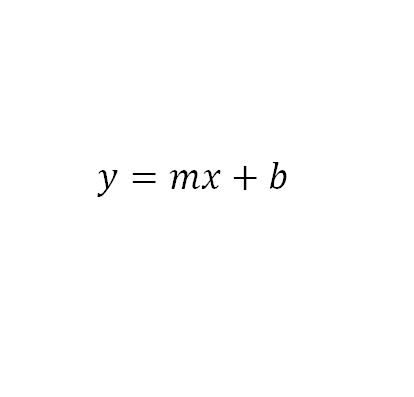 y = mx + b